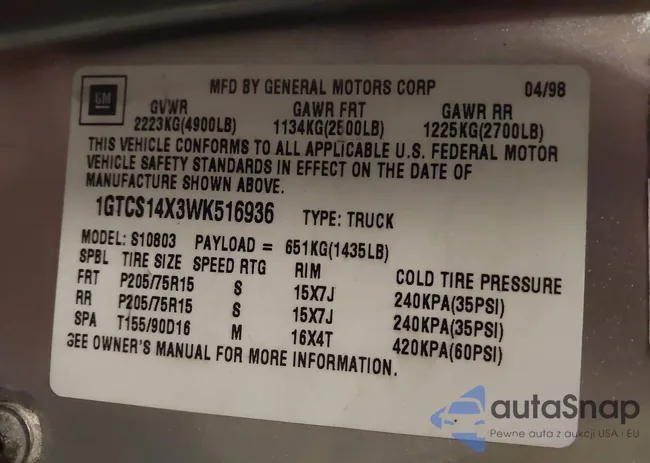 GM
MFD BY GENERAL MOTORS CORP 04/98
GVWR GAWR FRT GAWR RR
2223KG(4900LB) 1134KG(2500LB) 1225KG(2700LB)
THIS VEHICLE CONFORMS TO ALL APPLICABLE U.S. FEDERAL MOTOR
VEHICLE SAFETY STANDARDS IN EFFECT ON THE DATE OF
MANUFACTURE SHOWN ABOVE.
1GTCS14X3WK516936 TYPE: TRUCK
MODEL: S10803 PAYLOAD = 651KG(1435LB)
SPBL TIRE SIZE SPEED RTG RIM COLD TIRE PRESSURE
FRT P205/75R15 S 15X7J 240KPA(35PSI)
RR P205/75R15 S 15X7J 240KPA(35PSI)
SPA T155/90D16 M 16X4T 420KPA(60PSI)
SEE OWNER'S MANUAL FOR MORE INFORMATION.
autaSnap
Pewne auta z aukcji USA i EU